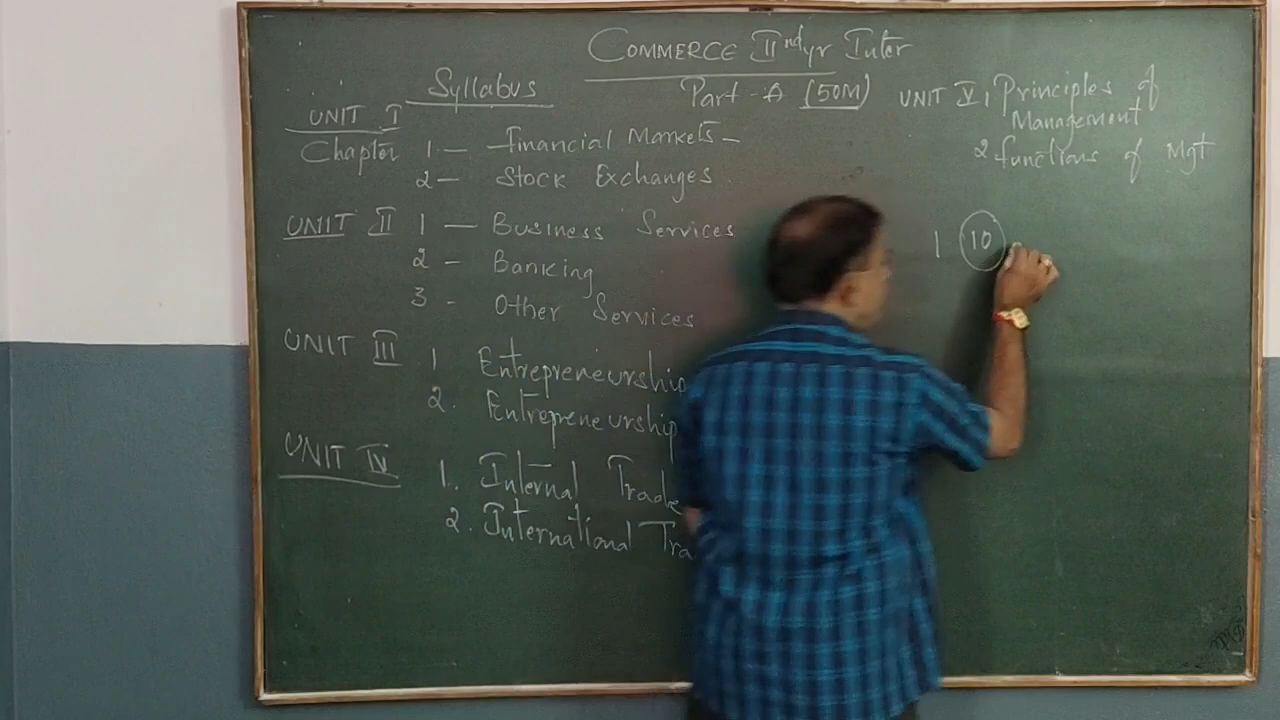 COMMERCE IInd yr Inter
Syllabus
Part - A (50M)
UNIT I
Chapter 1 — Financial Markets —
2 — Stock Exchanges
UNIT II 1 — Business Services
2 - Banking
3 - Other Services
UNIT III 1 Entrepreneurship
2. Entrepreneurship
UNIT IV
1. Internal Trade
2. International Tra
UNIT V 1 Principles of
Management
2 functions of Mgt
1 10